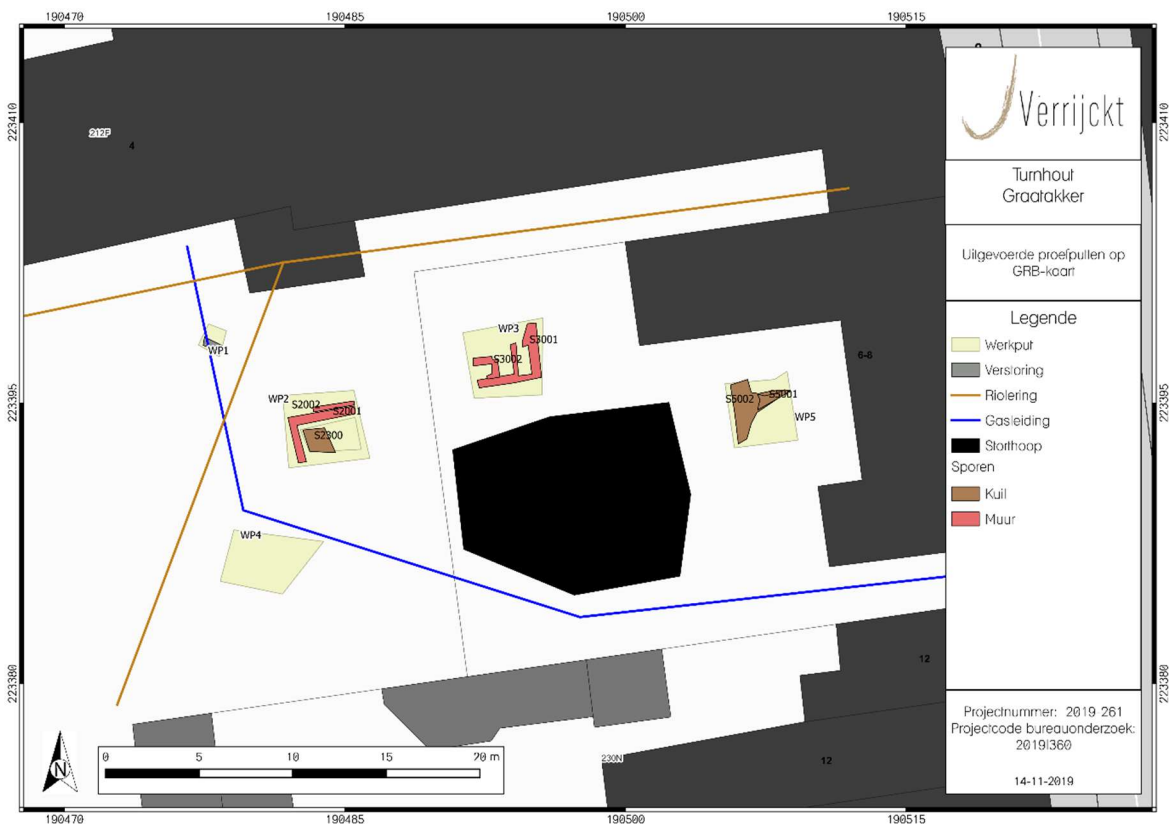 190470 190485 190500 190515
223410 223410
223395 223395
223380 223380
190470 190485 190500 190515
212F
4
9
WP1
WP2
S2002
S2001
S2300
WP3
S3001
S3002
WP4
S5002
S5001
WP5
6-8
12
12
230N
N
0 5 10 15 20 m
Verrijckt
Turnhout
Graatakker
Uitgevoerde proefputten op
GRB-kaart
Legende
Werkput
Verstoring
Riolering
Gasleiding
Storthoop
Sporen
Kuil
Muur
Projectnummer: 2019 261
Projectcode bureauonderzoek:
2019I360
14-11-2019